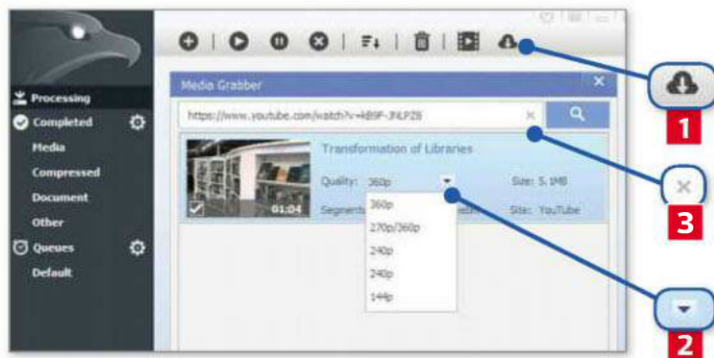 Media Grabber
Processing
https://www.youtube.com/watch?v=kB9F-JNLPZ8
Completed
Media
Compressed
Document
Other
Queues
Default
Transformation of Libraries
Quality: 360p
Size: 5.1MB
01:04
Site: YouTube
360p
270p/360p
240p
240p
144p
1
3
2